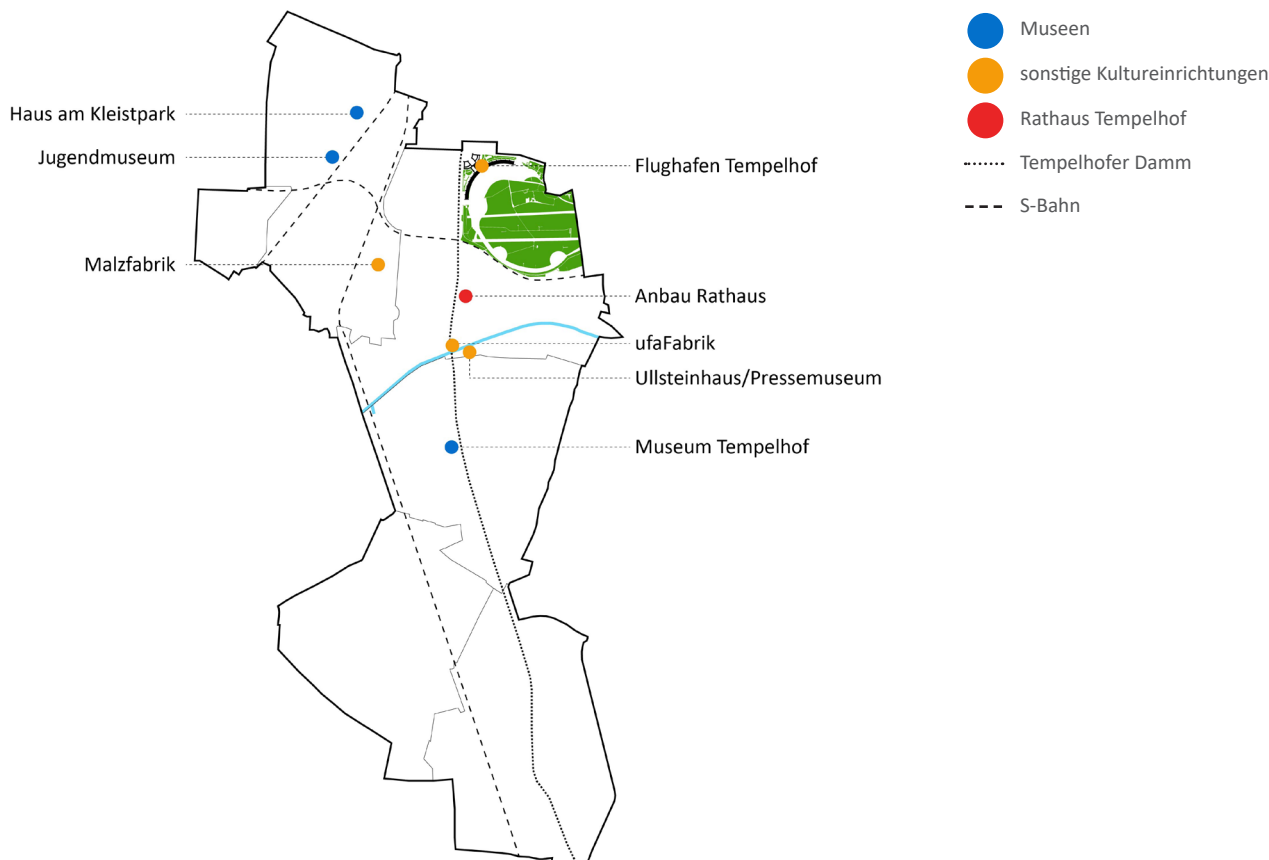 Haus am Kleistpark
Jugendmuseum
Malzfabrik
Flughafen Tempelhof
Anbau Rathaus
ufaFabrik
Ullsteinhaus/Pressemuseum
Museum Tempelhof
Museen
sonstige Kultureinrichtungen
Rathaus Tempelhof
Tempelhofer Damm
S-Bahn